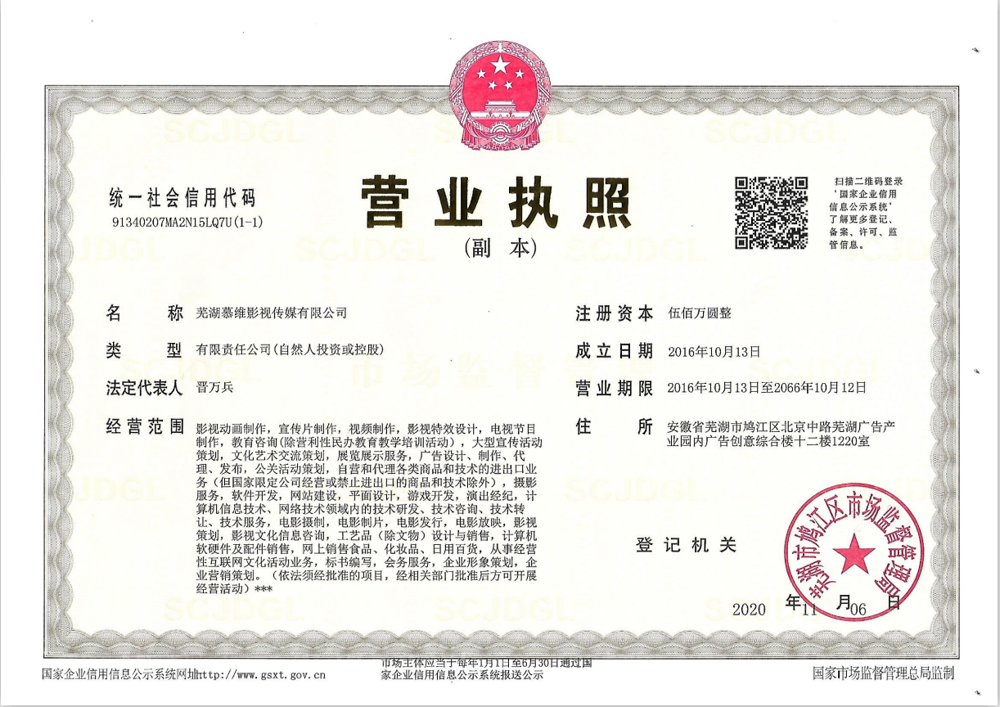 统一社会信用代码
91340207MA2N15LQ7U(1-1)
营业执照
(副 本)
扫描二维码登录
‘国家企业信用
信息公示系统’
了解更多登记、
备案、许可、监
管信息。
名 称 芜湖慕维影视传媒有限公司
类 型 有限责任公司(自然人投资或控股)
法定代表人 晋万兵
经营范围 影视动画制作，宣传片制作，视频制作，影视特效设计，电视节目
制作，教育咨询(除营利性民办教育教学培训活动)，大型宣传活动
策划，文化艺术交流策划，展览展示服务，广告设计、制作、代
理、发布，公关活动策划，自营和代理各类商品和技术的进出口业
务（但国家限定公司经营或禁止进出口的商品和技术除外），摄影
服务，软件开发，网站建设，平面设计，游戏开发，演出经纪，计
算机信息技术、网络技术领域内的技术研发、技术咨询、技术转
让、技术服务，电影摄制，电影制片，电影发行，电影放映，影视
策划，影视文化信息咨询，工艺品（除文物）设计与销售，计算机
软硬件及配件销售，网上销售食品、化妆品、日用百货，从事经营
性互联网文化活动业务，标书编写，会务服务，企业形象策划，企
业营销策划。（依法须经批准的项目，经相关部门批准后方可开展
经营活动）***
注册资本 伍佰万圆整
成立日期 2016年10月13日
营业期限 2016年10月13日至2066年10月12日
住 所 安徽省芜湖市鸠江区北京中路芜湖广告产
业园内广告创意综合楼十二楼1220室
登记机关
芜湖市鸠江区市场监督管理局
2020 年 11 月 06 日
国家企业信用信息公示系统网址http://www.gsxt.gov.cn
市场主体应当于每年1月1日至6月30日通过国
家企业信用信息公示系统报送公示
国家市场监督管理总局监制
SCJDGL
市场监督管理